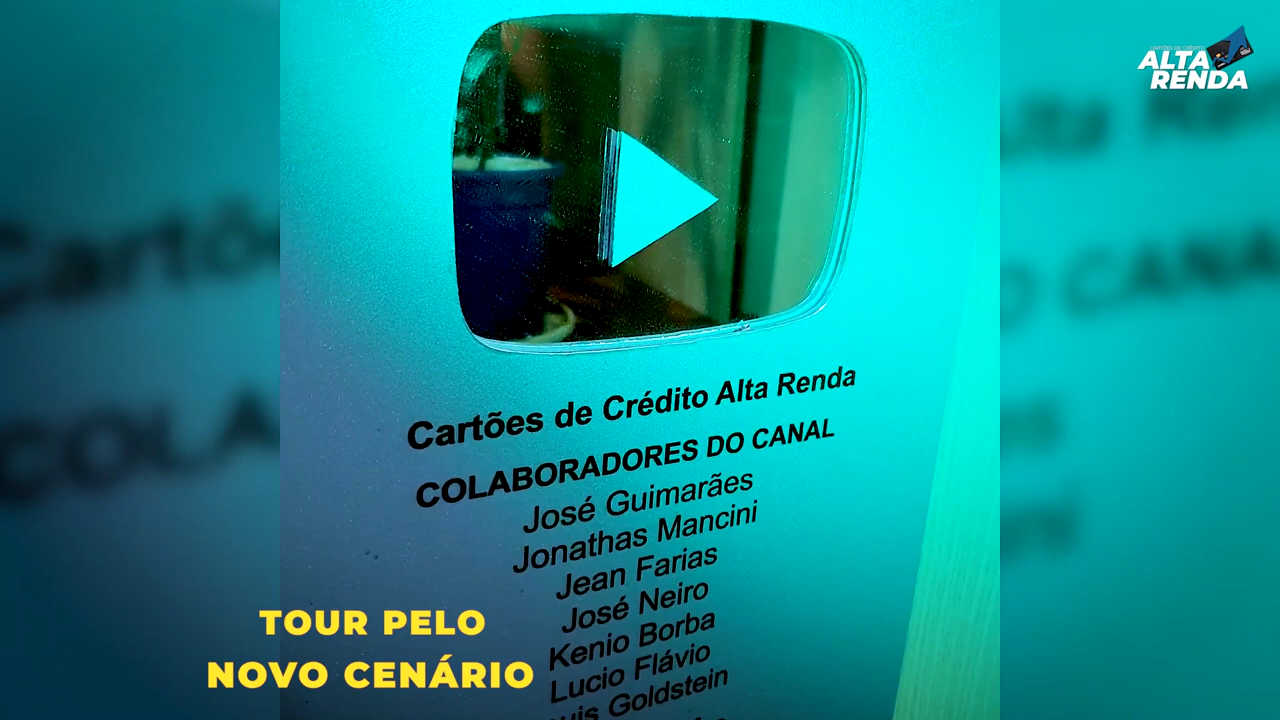 CARTÕES DE CRÉDITO
ALTA
RENDA
Cartões de Crédito Alta Renda
COLABORADORES DO CANAL
José Guimarães
Jonathas Mancini
Jean Farias
José Neiro
Kenio Borba
Lucio Flávio
Goldstein
TOUR PELO
NOVO CENÁRIO